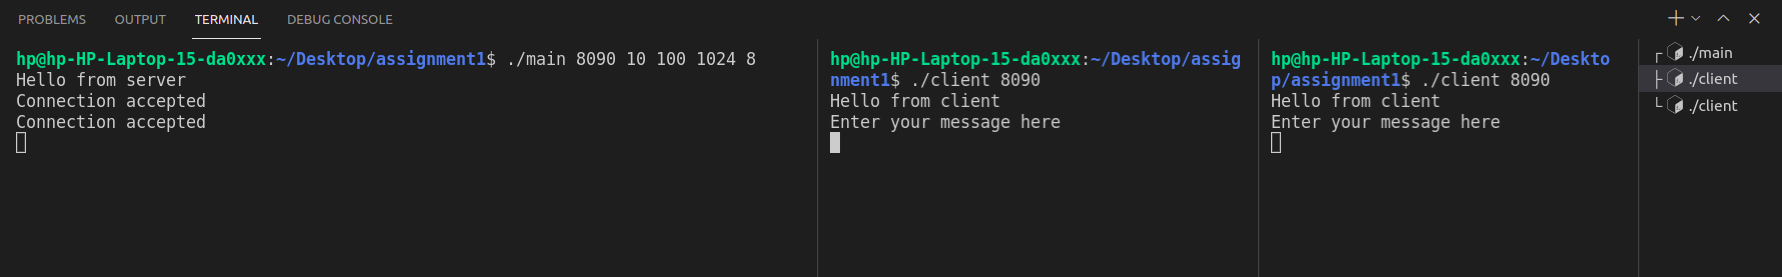 PROBLEMS OUTPUT TERMINAL DEBUG CONSOLE
hp@hp-HP-Laptop-15-da0xxx:~/Desktop/assignment1$ ./main 8090 10 100 1024 8
Hello from server
Connection accepted
Connection accepted
hp@hp-HP-Laptop-15-da0xxx:~/Desktop/assig
nment1$ ./client 8090
Hello from client
Enter your message here
hp@hp-HP-Laptop-15-da0xxx:~/Deskto
p/assignment1$ ./client 8090
Hello from client
Enter your message here
./main
./client
./client